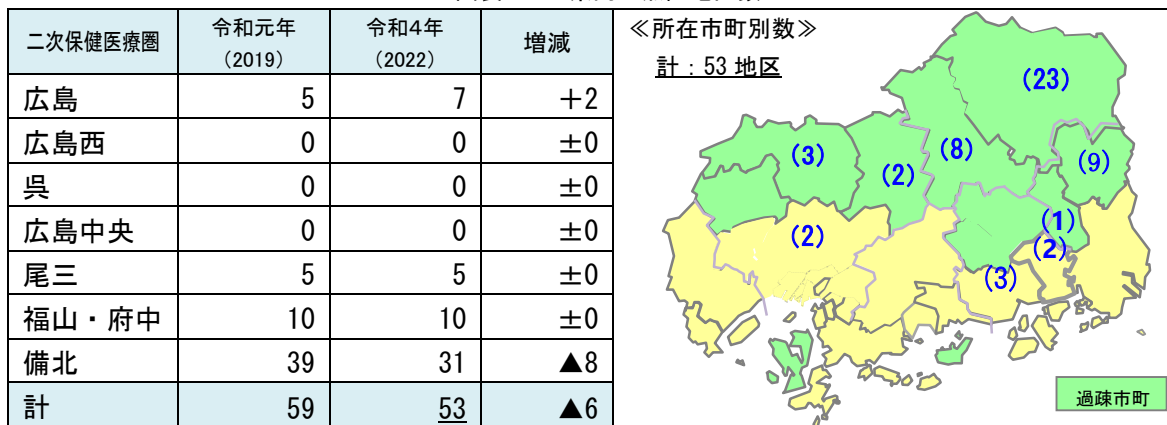 二次保健医療圏 令和元年（2019） 令和4年（2022） 増減
広島 5 7 ＋2
広島西 0 0 ±0
呉 0 0 ±0
広島中央 0 0 ±0
尾三 5 5 ±0
福山・府中 10 10 ±0
備北 39 31 ▲8
計 59 53 ▲6
≪所在市町別数≫
計：53 地区
(23)
(3)
(8)
(9)
(2)
(1)
(2)
(2)
(3)
過疎市町